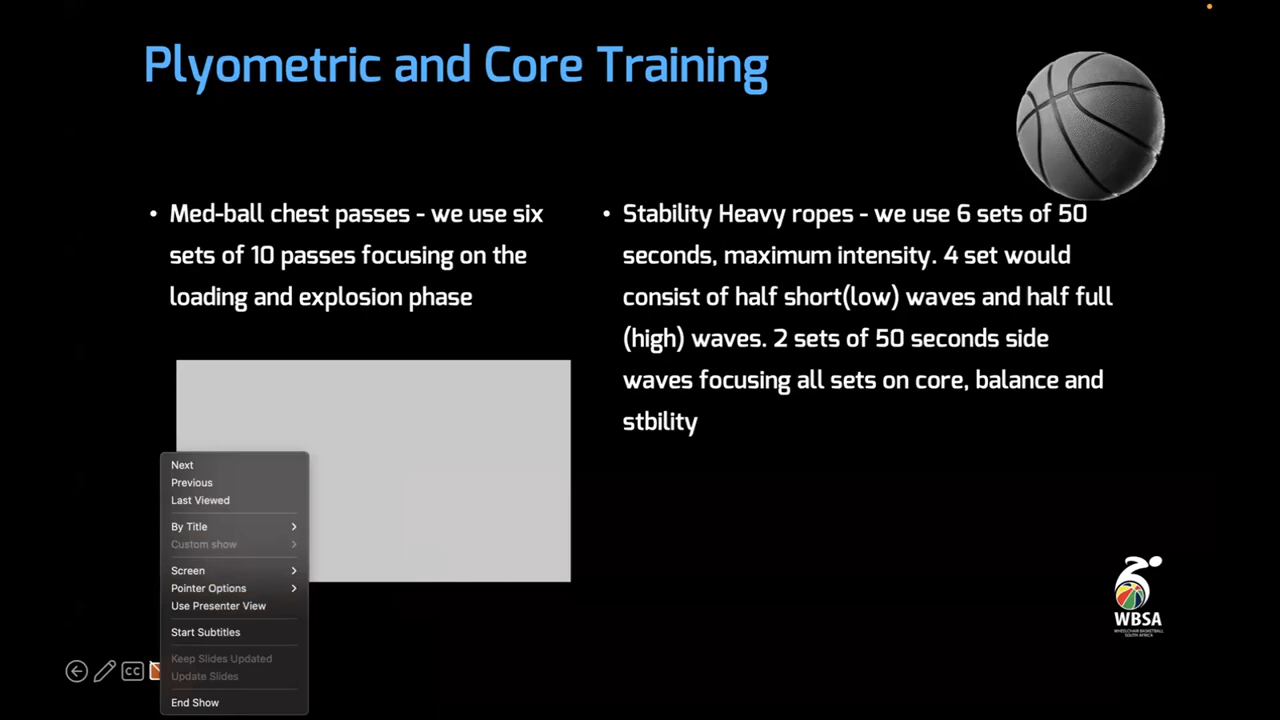 Plyometric and Core Training
• Med-ball chest passes - we use six
sets of 10 passes focusing on the
loading and explosion phase
• Stability Heavy ropes - we use 6 sets of 50
seconds, maximum intensity. 4 set would
consist of half short(low) waves and half full
(high) waves. 2 sets of 50 seconds side
waves focusing all sets on core, balance and
stbility
Next
Previous
Last Viewed
By Title
Custom show
Screen
Pointer Options
Use Presenter View
Start Subtitles
Keep Slides Updated
Update Slides
End Show
CC
WBSA
WHEELCHAIR BASKETBALL
SOUTH AFRICA